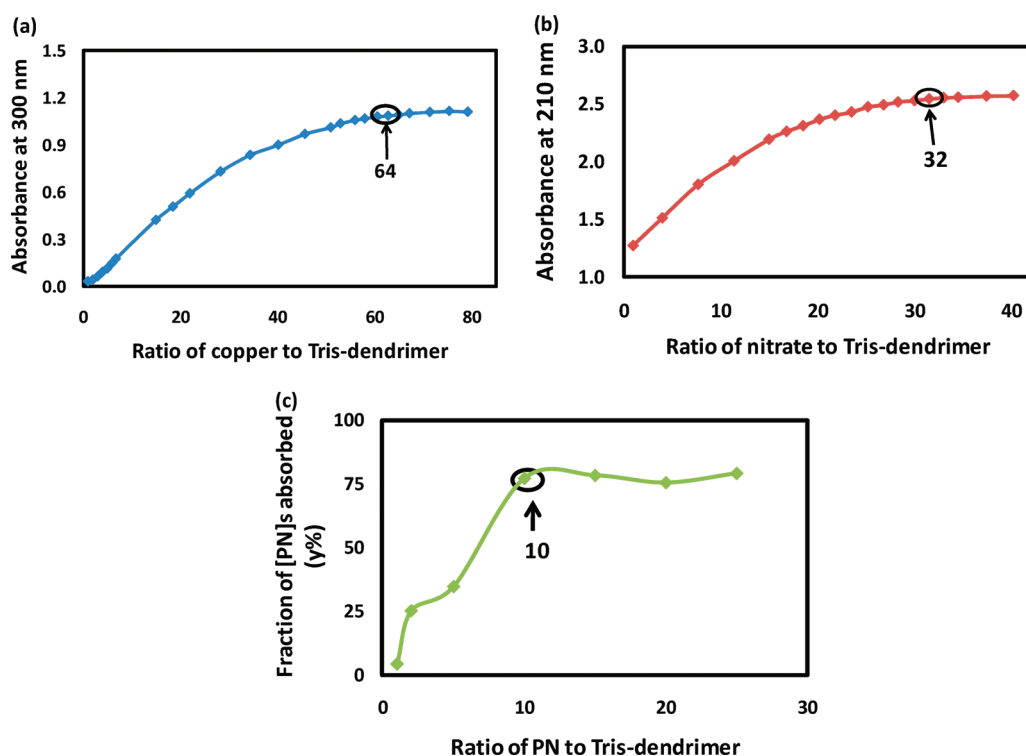 (a)
1.5
1.2
0.9
0.6
0.3
0.0
Absorbance at 300 nm
64
0 20 40 60 80
Ratio of copper to Tris-dendrimer
(b)
3.0
2.5
2.0
1.5
1.0
Absorbance at 210 nm
32
0 10 20 30 40
Ratio of nitrate to Tris-dendrimer
(c)
100
75
50
25
0
Fraction of [PN]s absorbed
(y%)
10
0 10 20 30
Ratio of PN to Tris-dendrimer